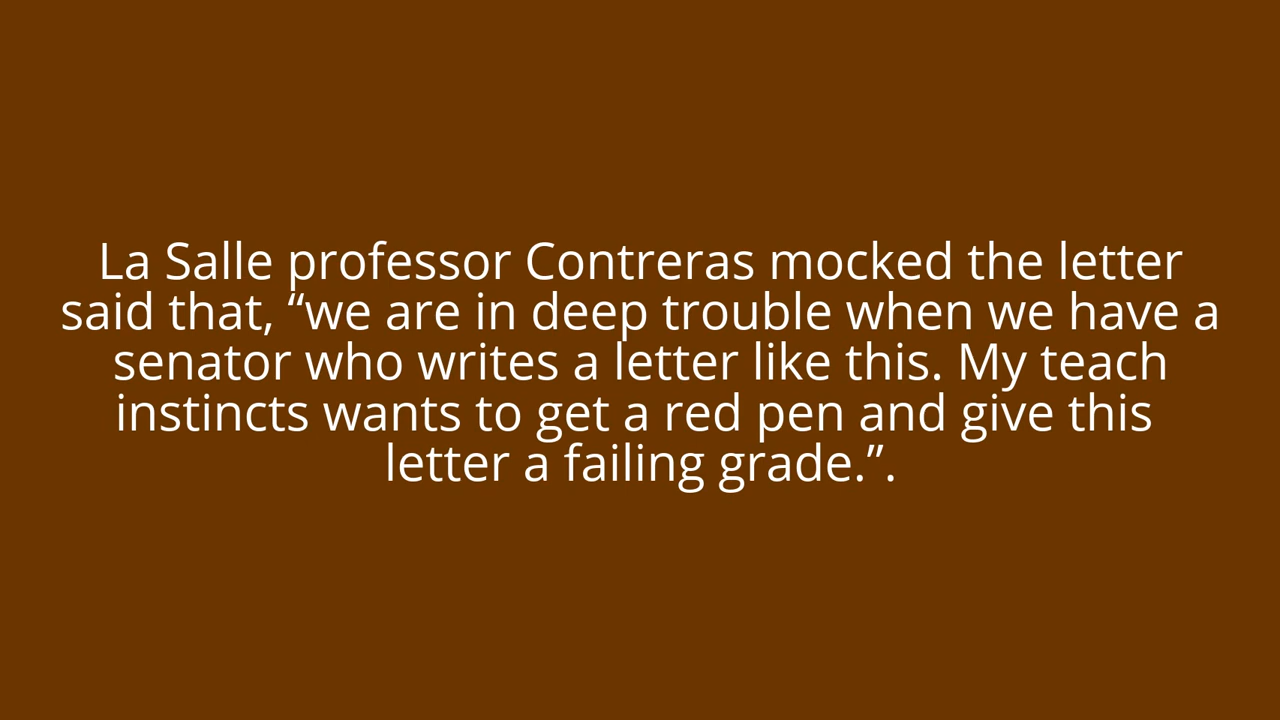 La Salle professor Contreras mocked the letter
said that, “we are in deep trouble when we have a
senator who writes a letter like this. My teach
instincts wants to get a red pen and give this
letter a failing grade.”.